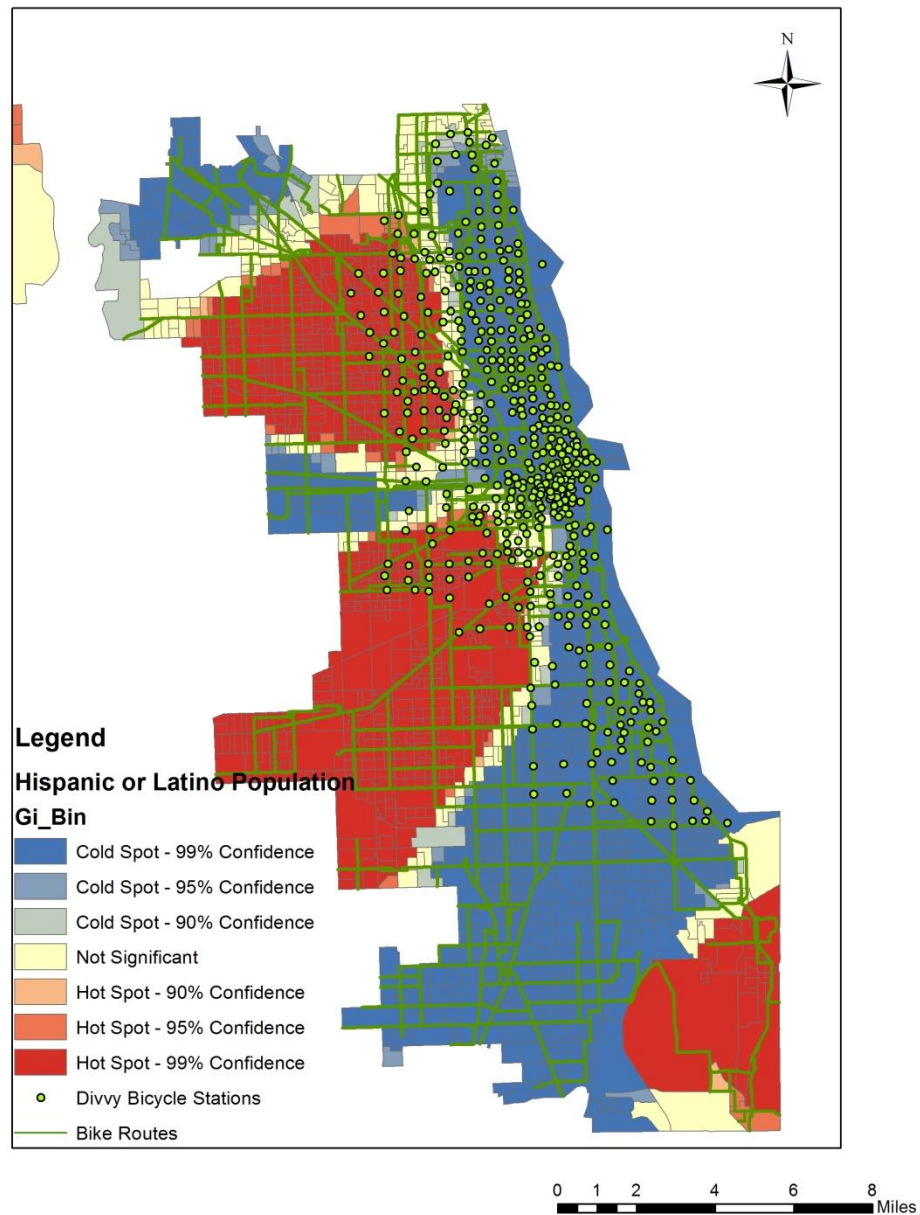 N
Legend
Hispanic or Latino Population
Gi_Bin
Cold Spot - 99% Confidence
Cold Spot - 95% Confidence
Cold Spot - 90% Confidence
Not Significant
Hot Spot - 90% Confidence
Hot Spot - 95% Confidence
Hot Spot - 99% Confidence
Divvy Bicycle Stations
Bike Routes
0 1 2 4 6 8
Miles